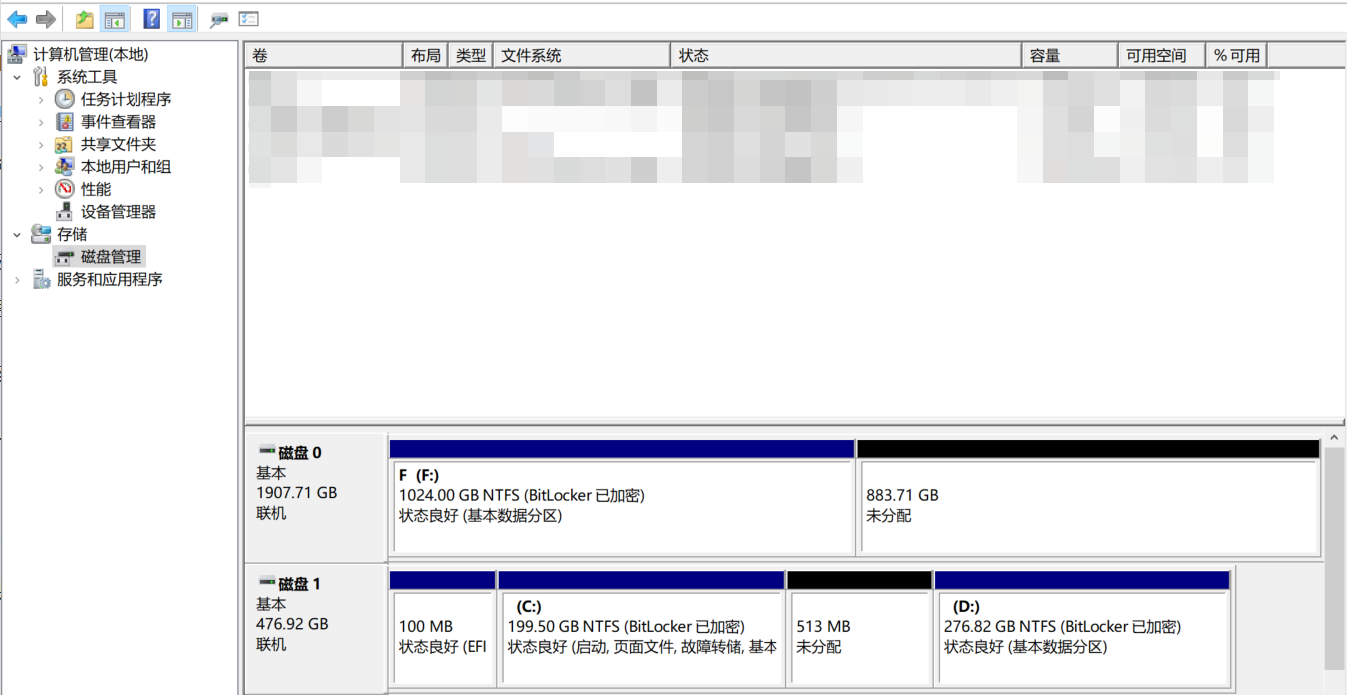 计算机管理(本地)
系统工具
任务计划程序
事件查看器
共享文件夹
本地用户和组
性能
设备管理器
存储
磁盘管理
服务和应用程序
卷 布局 类型 文件系统 状态 容量 可用空间 % 可用
磁盘 0
基本
1907.71 GB
联机
F (F:)
1024.00 GB NTFS (BitLocker 已加密)
状态良好 (基本数据分区)
883.71 GB
未分配
磁盘 1
基本
476.92 GB
联机
100 MB
状态良好 (EFI
(C:)
199.50 GB NTFS (BitLocker 已加密)
状态良好 (启动, 页面文件, 故障转储, 基本
513 MB
未分配
(D:)
276.82 GB NTFS (BitLocker 已加密)
状态良好 (基本数据分区)